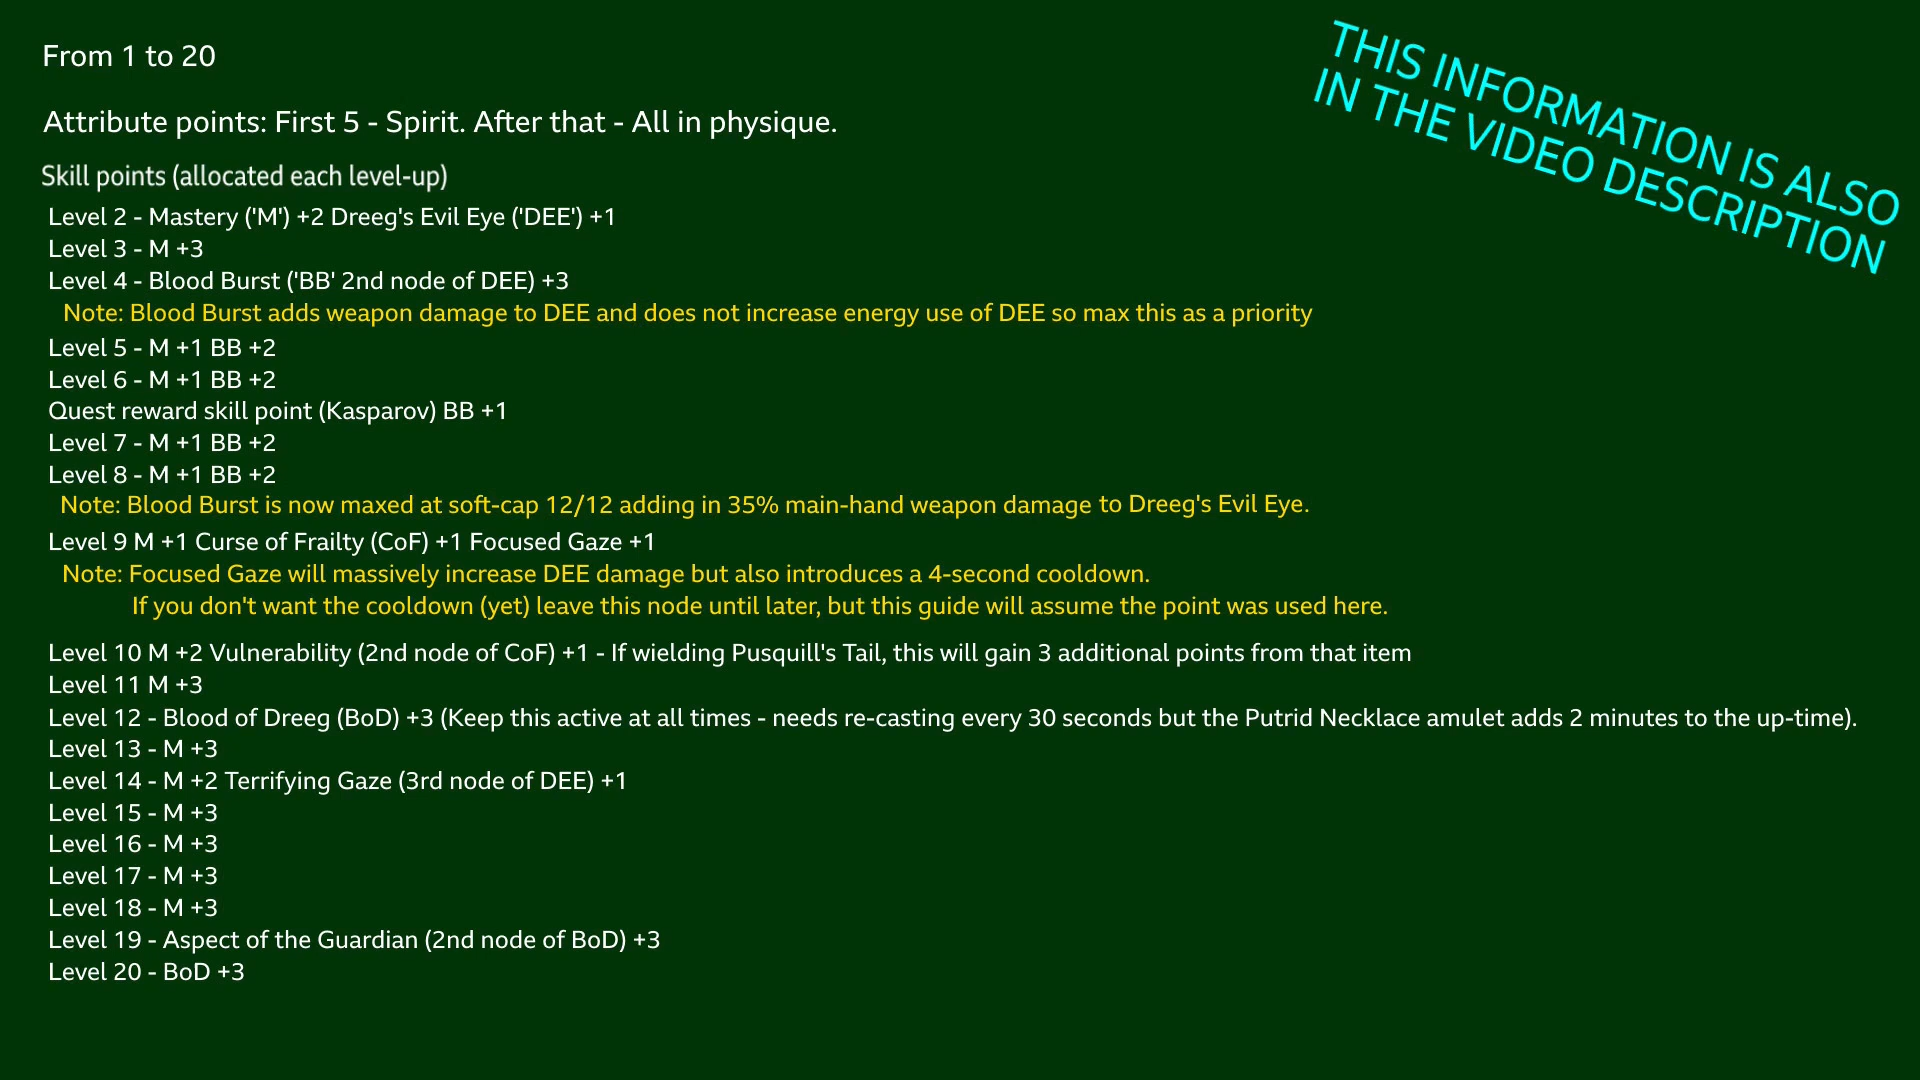 From 1 to 20
THIS INFORMATION IS ALSO
IN THE VIDEO DESCRIPTION
Attribute points: First 5 - Spirit. After that - All in physique.
Skill points (allocated each level-up)
Level 2 - Mastery ('M') +2 Dreeg's Evil Eye ('DEE') +1
Level 3 - M +3
Level 4 - Blood Burst ('BB' 2nd node of DEE) +3
Note: Blood Burst adds weapon damage to DEE and does not increase energy use of DEE so max this as a priority
Level 5 - M +1 BB +2
Level 6 - M +1 BB +2
Quest reward skill point (Kasparov) BB +1
Level 7 - M +1 BB +2
Level 8 - M +1 BB +2
Note: Blood Burst is now maxed at soft-cap 12/12 adding in 35% main-hand weapon damage to Dreeg's Evil Eye.
Level 9 M +1 Curse of Frailty (CoF) +1 Focused Gaze +1
Note: Focused Gaze will massively increase DEE damage but also introduces a 4-second cooldown.
If you don't want the cooldown (yet) leave this node until later, but this guide will assume the point was used here.
Level 10 M +2 Vulnerability (2nd node of CoF) +1 - If wielding Pusquill's Tail, this will gain 3 additional points from that item
Level 11 M +3
Level 12 - Blood of Dreeg (BoD) +3 (Keep this active at all times - needs re-casting every 30 seconds but the Putrid Necklace amulet adds 2 minutes to the up-time).
Level 13 - M +3
Level 14 - M +2 Terrifying Gaze (3rd node of DEE) +1
Level 15 - M +3
Level 16 - M +3
Level 17 - M +3
Level 18 - M +3
Level 19 - Aspect of the Guardian (2nd node of BoD) +3
Level 20 - BoD +3